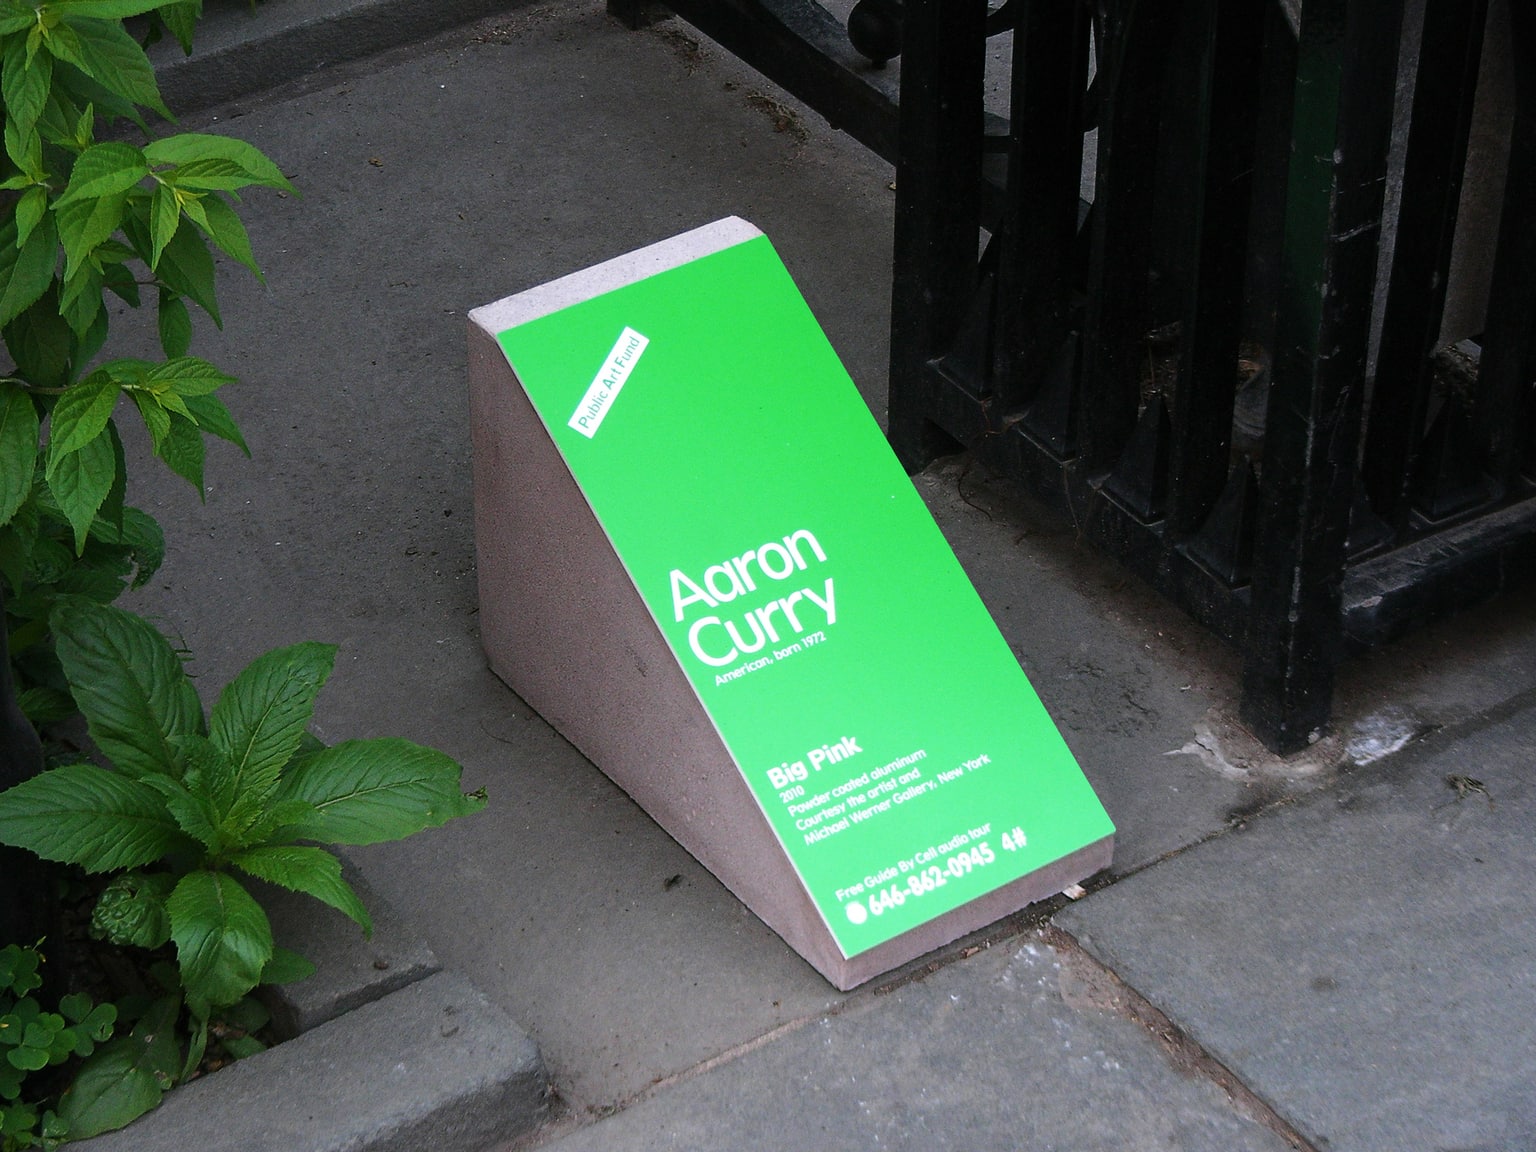 Public Art Fund
Aaron
Curry
American, born 1972
Big Pink
2010
Powder coated aluminum
Courtesy the artist and
Michael Werner Gallery, New York
Free Guide By Cell audio tour
646-862-0945 4#